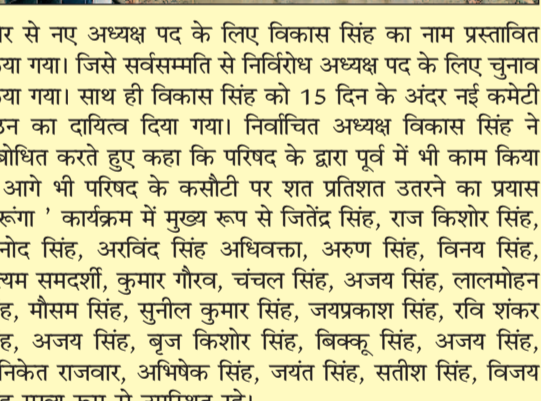 से नए अध्यक्ष पद के लिए विकास सिंह का नाम प्रस्तावित
गया। जिसे सर्वसम्मति से निर्विरोध अध्यक्ष पद के लिए चुनाव
गया। साथ ही विकास सिंह को 15 दिन के अंदर नई कमेटी
का दायित्व दिया गया। निर्वाचित अध्यक्ष विकास सिंह ने
करते हुए कहा कि परिषद के द्वारा पूर्व में भी काम किया
आगे भी परिषद के कसौटी पर शत प्रतिशत उतरने का प्रयास
' कार्यक्रम में मुख्य रूप से जितेंद्र सिंह, राज किशोर सिंह,
सिंह, अरविंद सिंह अधिवक्ता, अरुण सिंह, विनय सिंह,
समदर्शी, कुमार गौरव, चंचल सिंह, अजय सिंह, लालमोहन
मौसम सिंह, सुनील कुमार सिंह, जयप्रकाश सिंह, रवि शंकर
अजय सिंह, बृज किशोर सिंह, बिक्कू सिंह, अजय सिंह,
राजवार, अभिषेक सिंह, जयंत सिंह, सतीश सिंह, विजय